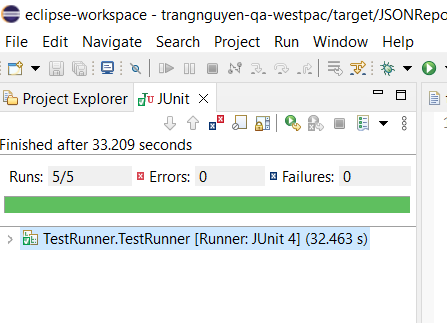 eclipse-workspace - trangnguyen-qa-westpac/target/JSONRepo
File Edit Navigate Search Project Run Window Help
Project Explorer JUnit
Finished after 33.209 seconds
Runs: 5/5 Errors: 0 Failures: 0
TestRunner.TestRunner [Runner: JUnit 4] (32.463 s)